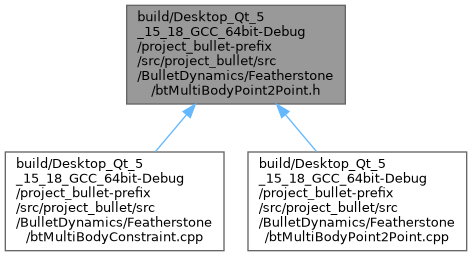 build/Desktop_Qt_5
_15_18_GCC_64bit-Debug
/project_bullet-prefix
/src/project_bullet/src
/BulletDynamics/Featherstone
/btMultiBodyPoint2Point.h
build/Desktop_Qt_5
_15_18_GCC_64bit-Debug
/project_bullet-prefix
/src/project_bullet/src
/BulletDynamics/Featherstone
/btMultiBodyConstraint.cpp
build/Desktop_Qt_5
_15_18_GCC_64bit-Debug
/project_bullet-prefix
/src/project_bullet/src
/BulletDynamics/Featherstone
/btMultiBodyPoint2Point.cpp